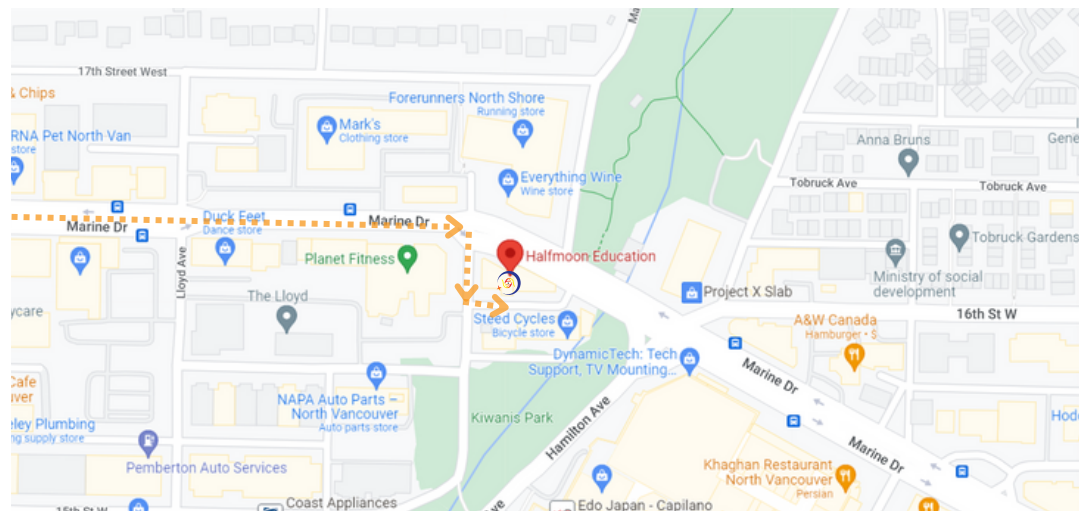 17th Street West
& Chips
Forerunners North Shore
Running store
Mark's
Clothing store
RNA Pet North Van
store
Anna Bruns
Gene
Everything Wine
Wine store
Tobruck Ave
Tobruck Ave
Duck Feet
Dance store
Marine Dr
Marine Dr
Lloyd Ave
Planet Fitness
Halfmoon Education
Tobruck Gardens
Ministry of social
development
The Lloyd
Project X Slab
16th St W
ycare
Steed Cycles
Bicycle store
A&W Canada
Hamburger • $
DynamicTech: Tech
Support, TV Mounting...
Marine Dr
Cafe
NAPA Auto Parts –
North Vancouver
Auto parts store
Kiwanis Park
Hamilton Ave
eley Plumbing
ng supply store
Marine Dr
Pemberton Auto Services
Khaghan Restaurant
North Vancouver
Persian
Coast Appliances
Edo Japan - Capilano
15th St W